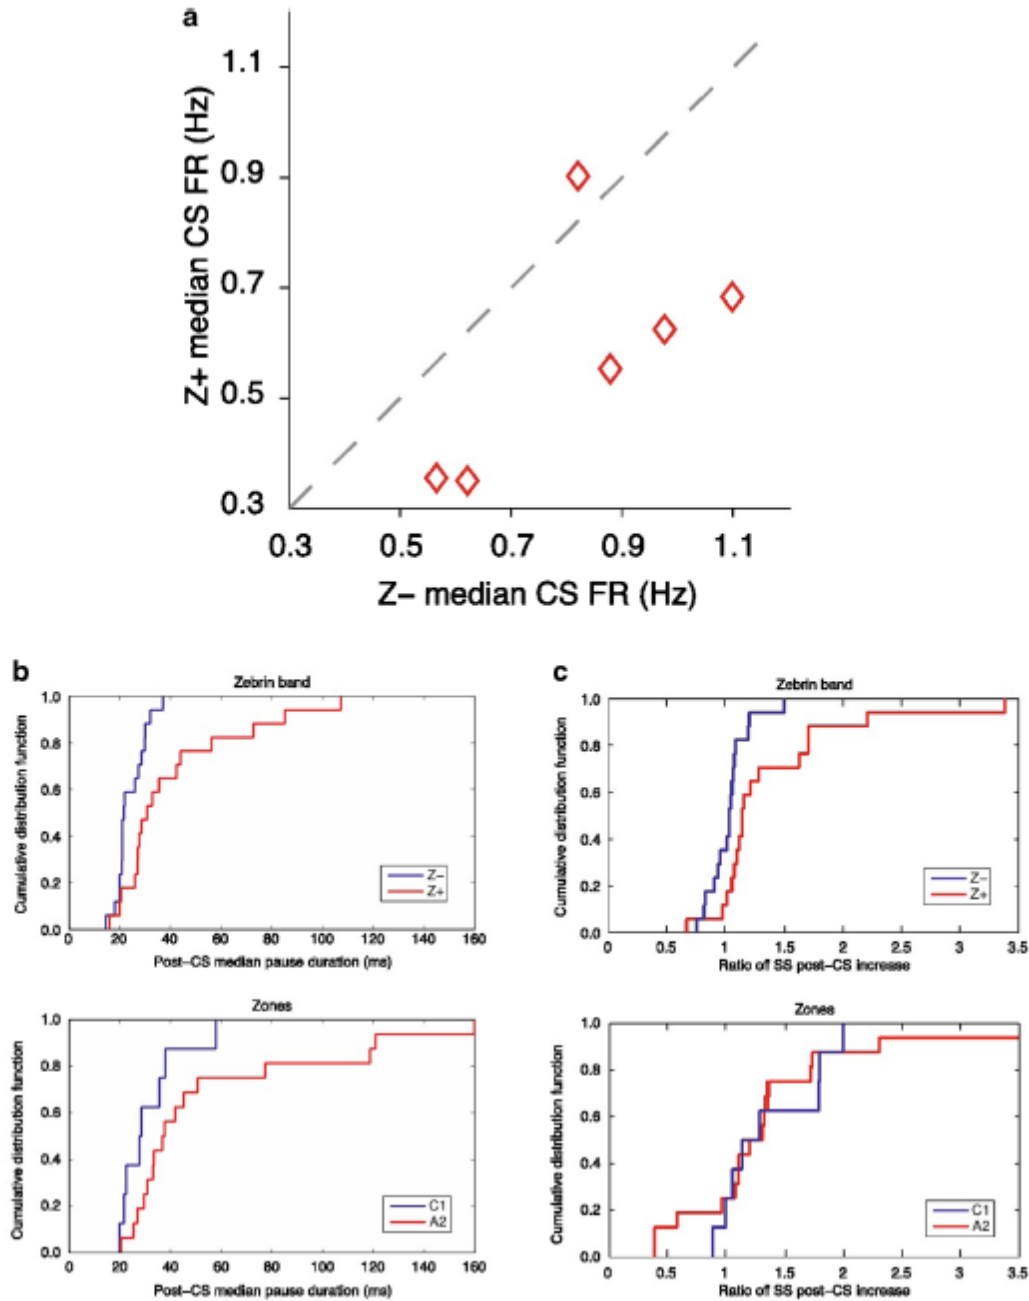 a
Z+ median CS FR (Hz)
1.1
0.9
0.7
0.5
0.3
0.3 0.5 0.7 0.9 1.1
Z− median CS FR (Hz)
b
Zebrin band
Cumulative distribution function
1.0
0.8
0.6
0.4
0.2
0.0
Z−
Z+
0 20 40 60 80 100 120 140 160
Post−CS median pause duration (ms)
c
Zebrin band
Cumulative distribution function
1.0
0.8
0.6
0.4
0.2
0.0
Z−
Z+
0 0.5 1 1.5 2 2.5 3 3.5
Ratio of SS post−CS increase
Zones
Cumulative distribution function
1.0
0.8
0.6
0.4
0.2
0.0
C1
A2
0 20 40 60 80 100 120 140 160
Post−CS median pause duration (ms)
Zones
Cumulative distribution function
1.0
0.8
0.6
0.4
0.2
0.0
C1
A2
0 0.5 1 1.5 2 2.5 3 3.5
Ratio of SS post−CS increase